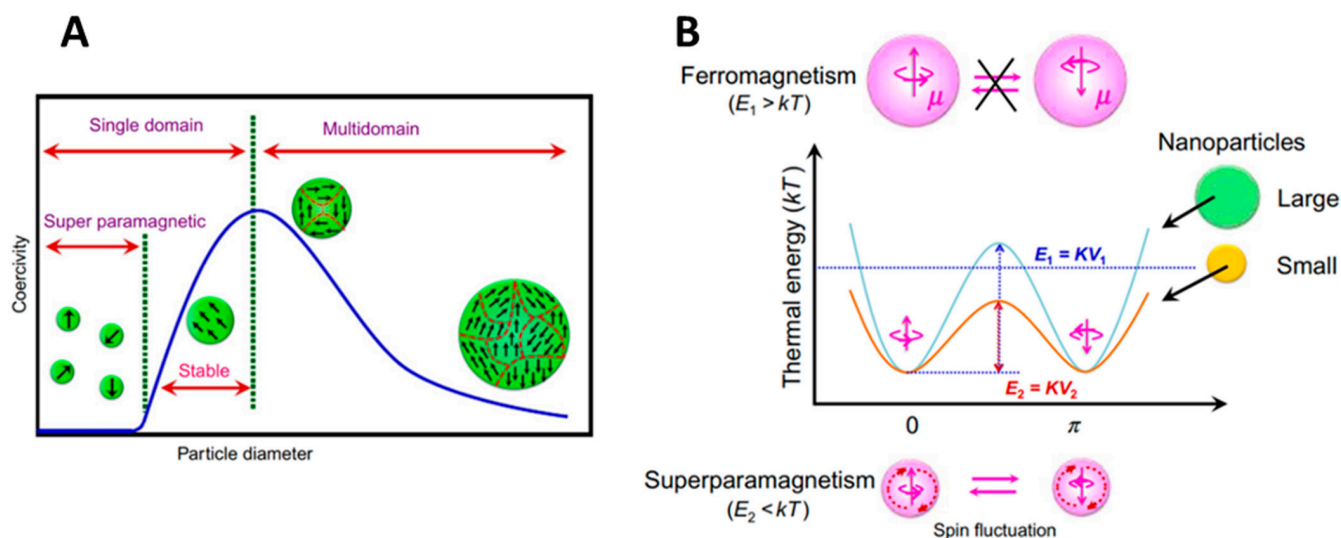 A
Single domain
Multidomain
Super paramagnetic
Stable
Coercivity
Particle diameter
B
Ferromagnetism
(E₁ > kT)
μ
μ
Nanoparticles
Large
Small
Thermal energy (kT)
E₁ = KV₁
E₂ = KV₂
0
π
Superparamagnetism
(E₂ < kT)
Spin fluctuation